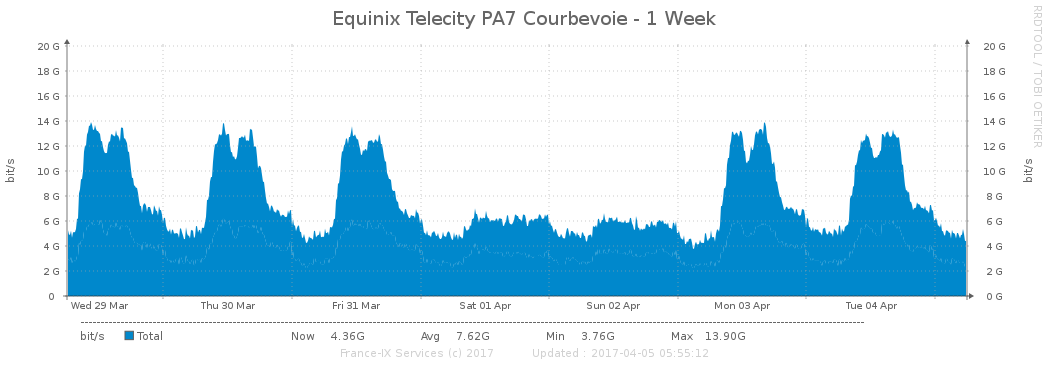 Equinix Telecity PA7 Courbevoie - 1 Week
RRDTOOL / TOBI OETIKER
20 G 20 G
18 G 18 G
16 G 16 G
14 G 14 G
12 G 12 G
10 G 10 G
8 G 8 G
6 G 6 G
4 G 4 G
2 G 2 G
0 0 G
bit/s
bit/s
Wed 29 Mar Thu 30 Mar Fri 31 Mar Sat 01 Apr Sun 02 Apr Mon 03 Apr Tue 04 Apr
bit/s Total Now 4.36G Avg 7.62G Min 3.76G Max 13.90G
France-IX Services (c) 2017 Updated : 2017-04-05 05:55:12